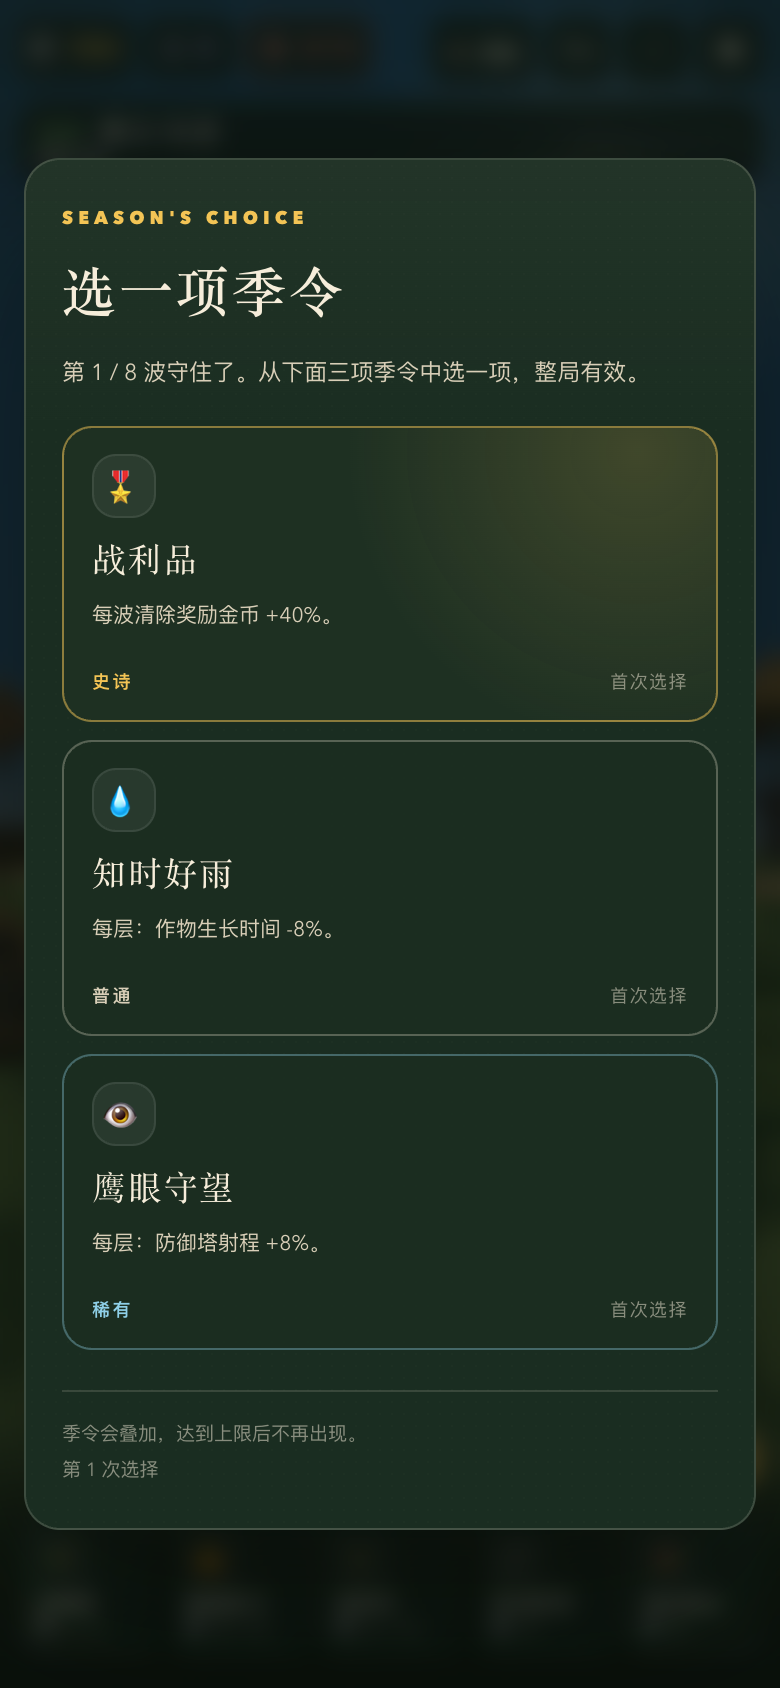 SEASON'S CHOICE
选一项季令
第 1 / 8 波守住了。从下面三项季令中选一项，整局有效。
战利品
每波清除奖励金币 +40%。
史诗
首次选择
知时好雨
每层：作物生长时间 -8%。
普通
首次选择
鹰眼守望
每层：防御塔射程 +8%。
稀有
首次选择
季令会叠加，达到上限后不再出现。
第 1 次选择